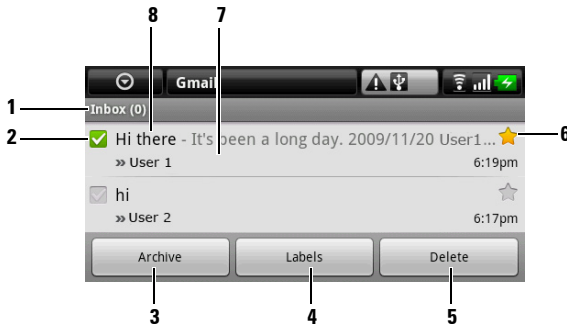 8 7
Gmail
1 Inbox (0)
2 Hi there - It's been a long day. 2009/11/20 User1... 6
» User 1 6:19pm
hi
» User 2 6:17pm
Archive Labels Delete
3 4 5